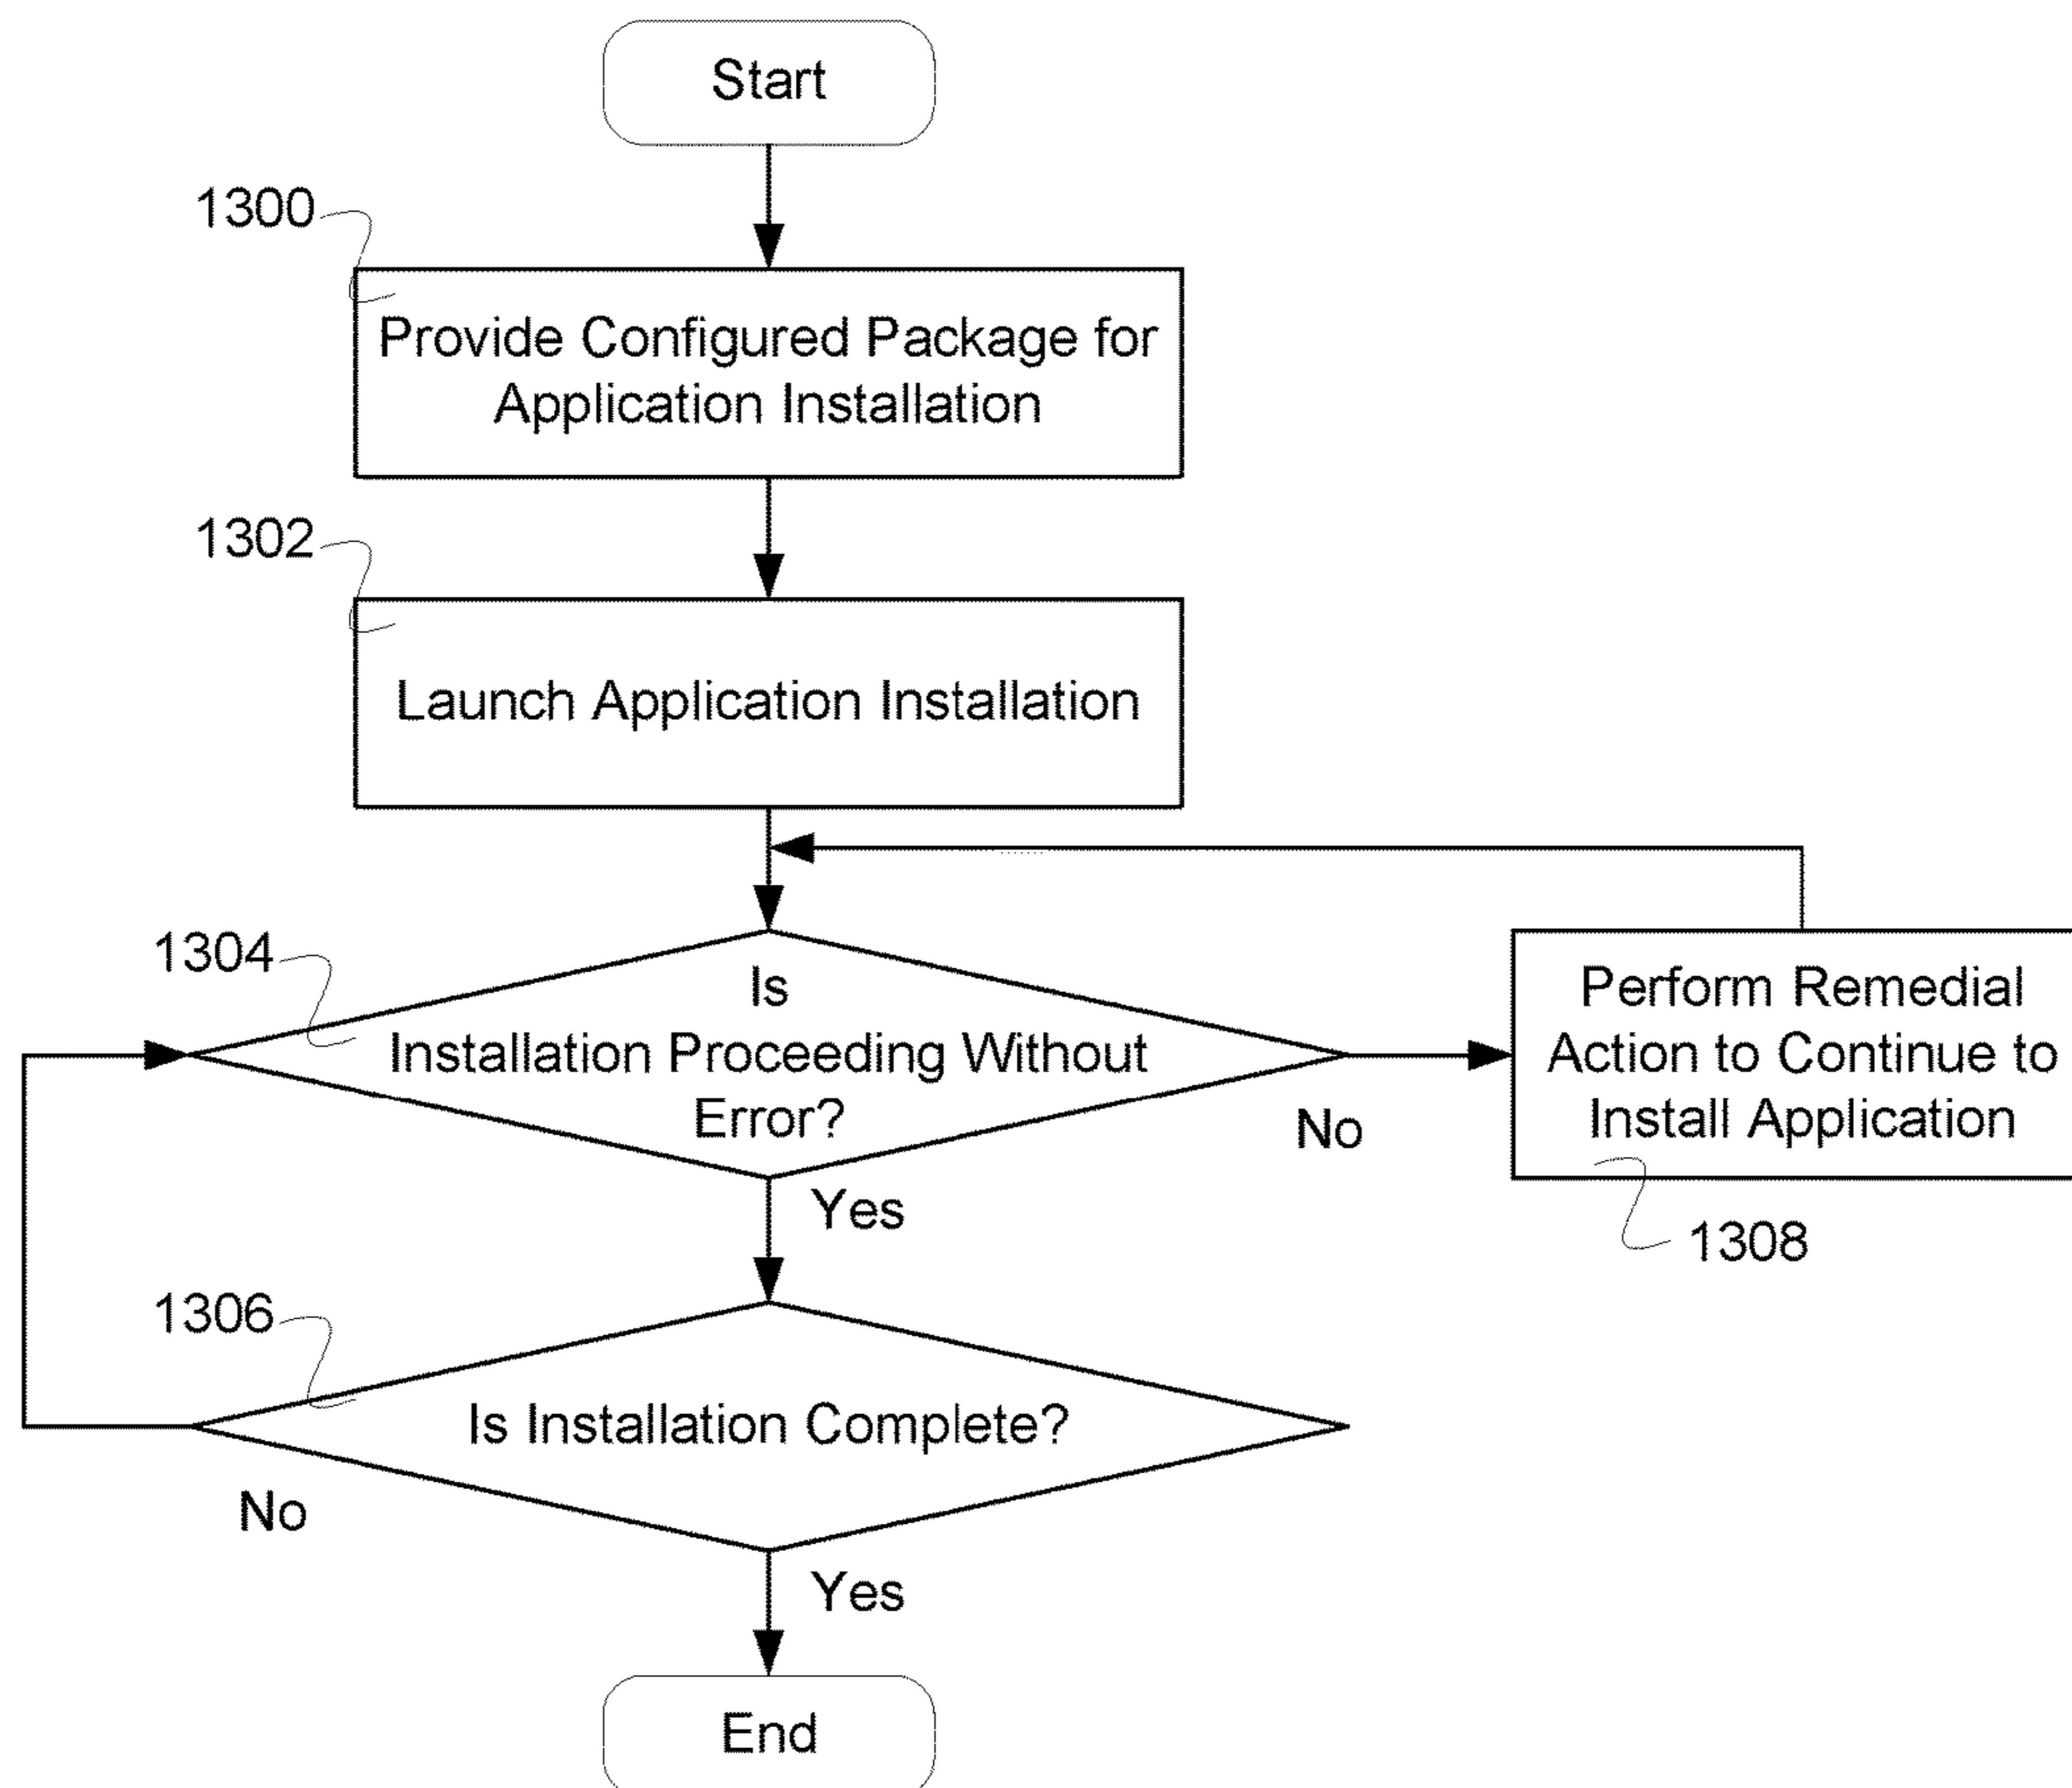 Start
1300
Provide Configured Package for
Application Installation
1302
Launch Application Installation
1304
Is
Installation Proceeding Without
Error?
No
Perform Remedial
Action to Continue to
Install Application
1308
Yes
1306
Is Installation Complete?
No
Yes
End